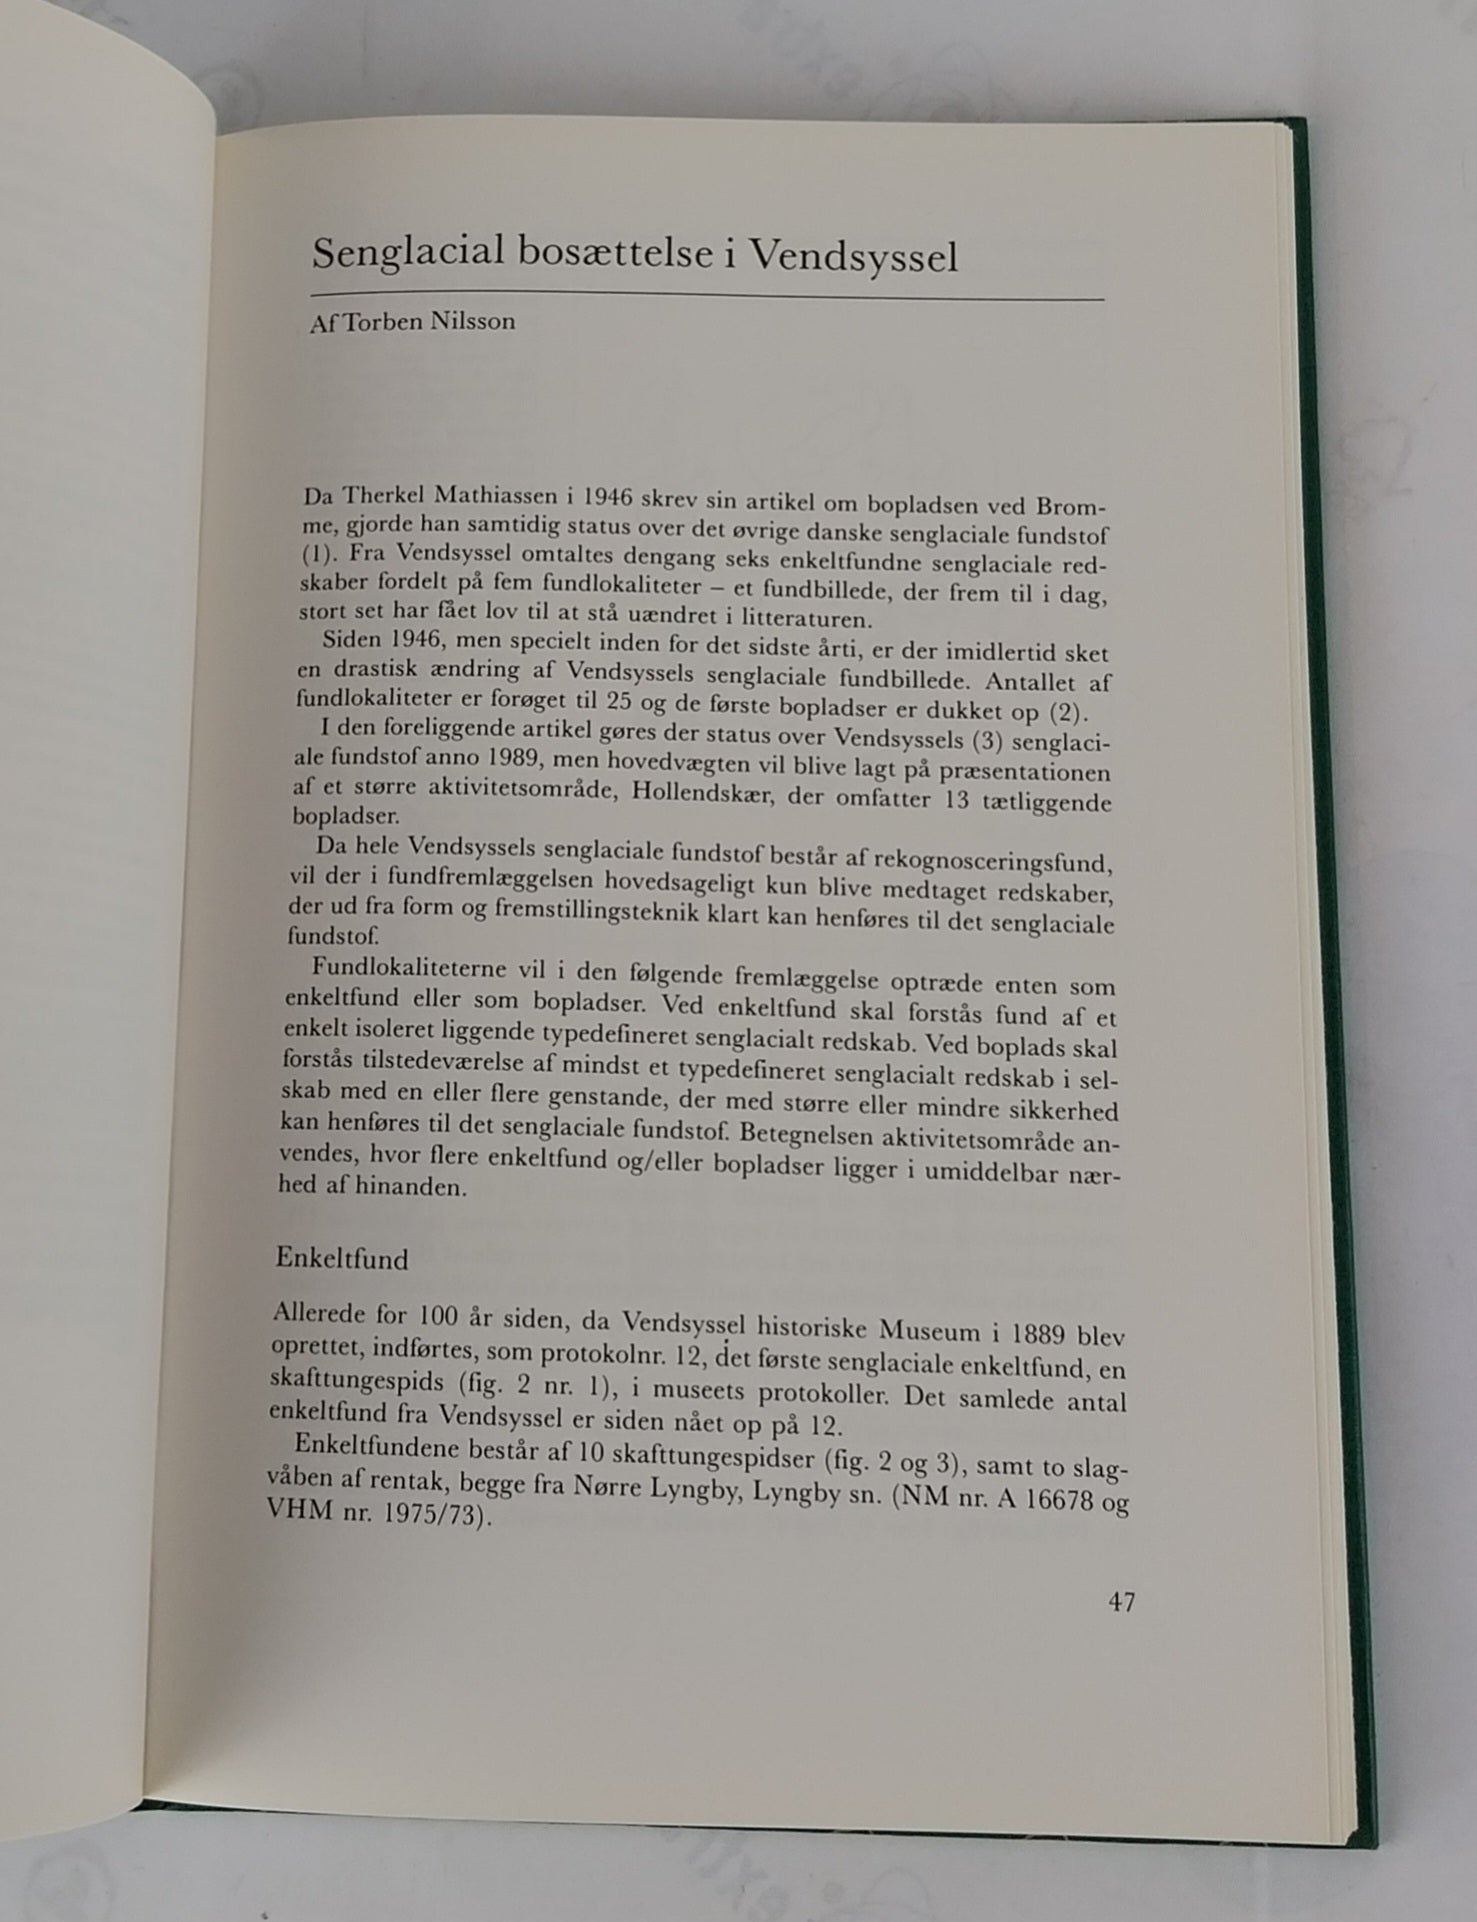 Senglacial bosættelse i Vendsyssel
Af Torben Nilsson
Da Therkel Mathiassen i 1946 skrev sin artikel om bopladsen ved Brom-
me, gjorde han samtidig status over det øvrige danske senglaciale fundstof
(1). Fra Vendsyssel omtaltes dengang seks enkeltfundne senglaciale red-
skaber fordelt på fem fundlokaliteter – et fundbillede, der frem til i dag,
stort set har fået lov til at stå uændret i litteraturen.
Siden 1946, men specielt inden for det sidste årti, er der imidlertid sket
en drastisk ændring af Vendsyssels senglaciale fundbillede. Antallet af
fundlokaliteter er forøget til 25 og de første bopladser er dukket op (2).
I den foreliggende artikel gøres der status over Vendsyssels (3) senglaci-
ale fundstof anno 1989, men hovedvægten vil blive lagt på præsentationen
af et større aktivitetsområde, Hollendskær, der omfatter 13 tætliggende
bopladser.
Da hele Vendsyssels senglaciale fundstof består af rekognosceringsfund,
vil der i fundfremlæggelsen hovedsageligt kun blive medtaget redskaber,
der ud fra form og fremstillingsteknik klart kan henføres til det senglaciale
fundstof.
Fundlokaliteterne vil i den følgende fremlæggelse optræde enten som
enkeltfund eller som bopladser. Ved enkeltfund skal forstås fund af et
enkelt isoleret liggende typedefineret senglacialt redskab. Ved boplads skal
forstås tilstedeværelse af mindst et typedefineret senglacialt redskab i sel-
skab med en eller flere genstande, der med større eller mindre sikkerhed
kan henføres til det senglaciale fundstof. Betegnelsen aktivitetsområde an-
vendes, hvor flere enkeltfund og/eller bopladser ligger i umiddelbar nær-
hed af hinanden.
Enkeltfund
Allerede for 100 år siden, da Vendsyssel historiske Museum i 1889 blev
oprettet, indførtes, som protokolnr. 12, det første senglaciale enkeltfund, en
skafttungespids (fig. 2 nr. 1), i museets protokoller. Det samlede antal
enkeltfund fra Vendsyssel er siden nået op på 12.
Enkeltfundene består af 10 skafttungespidser (fig. 2 og 3), samt to slag-
våben af rentak, begge fra Nørre Lyngby, Lyngby sn. (NM nr. A 16678 og
VHM nr. 1975/73).
47